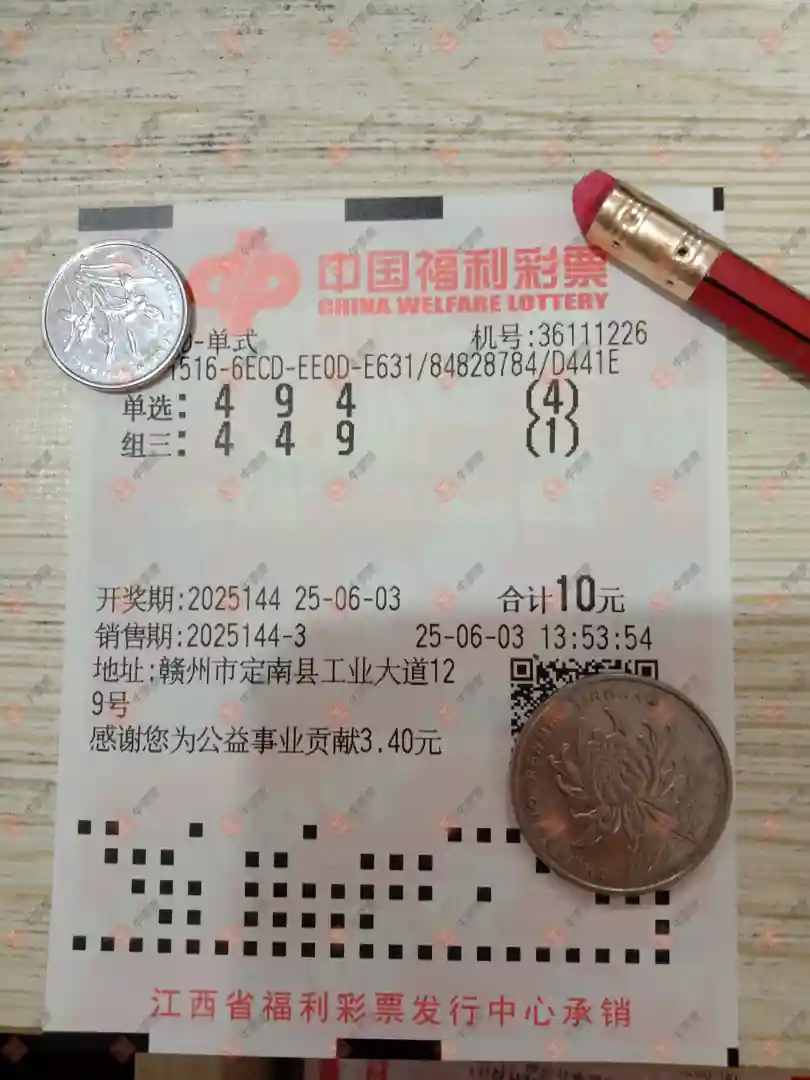 中国福利彩票
CHINA WELFARE LOTTERY
D-单式 机号:36111226
1516-6ECD-EE0D-E631/84828784/D441E
单选: 4 9 4 (4)
组三: 4 4 9 (1)
开奖期:2025144 25-06-03 合计10元
销售期:2025144-3 25-06-03 13:53:54
地址:赣州市定南县工业大道12
9号
感谢您为公益事业贡献3.40元
江西省福利彩票发行中心承销